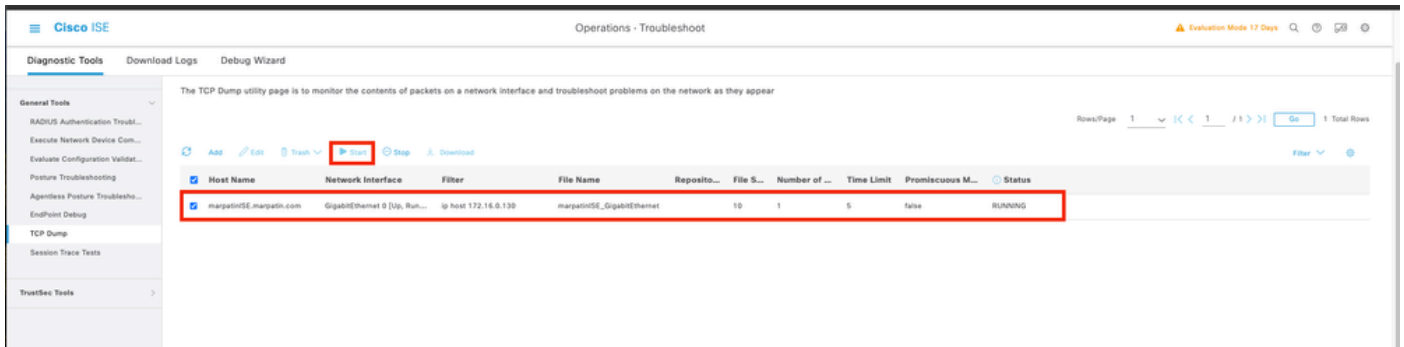 Cisco ISE
Operations - Troubleshoot
Evaluation Mode 17 Days
Diagnostic Tools Download Logs Debug Wizard
General Tools
RADIUS Authentication Troubl...
Execute Network Device Com...
Evaluate Configuration Validat...
Posture Troubleshooting
Agentless Posture Troublesho...
EndPoint Debug
TCP Dump
Session Trace Tests
TrustSec Tools
The TCP Dump utility page is to monitor the contents of packets on a network interface and troubleshoot problems on the network as they appear
Rows/Page 1 |< < 1 / 1 > >| Go 1 Total Rows
Add Edit Trash Start Stop Download
Filter
Host Name Network Interface Filter File Name Reposito... File S... Number of ... Time Limit Promiscuous M... Status
marpatinISE.marpatin.com GigabitEthernet 0 [Up, Run... ip host 172.16.0.130 marpatinISE_GigabitEthernet 10 1 5 false RUNNING